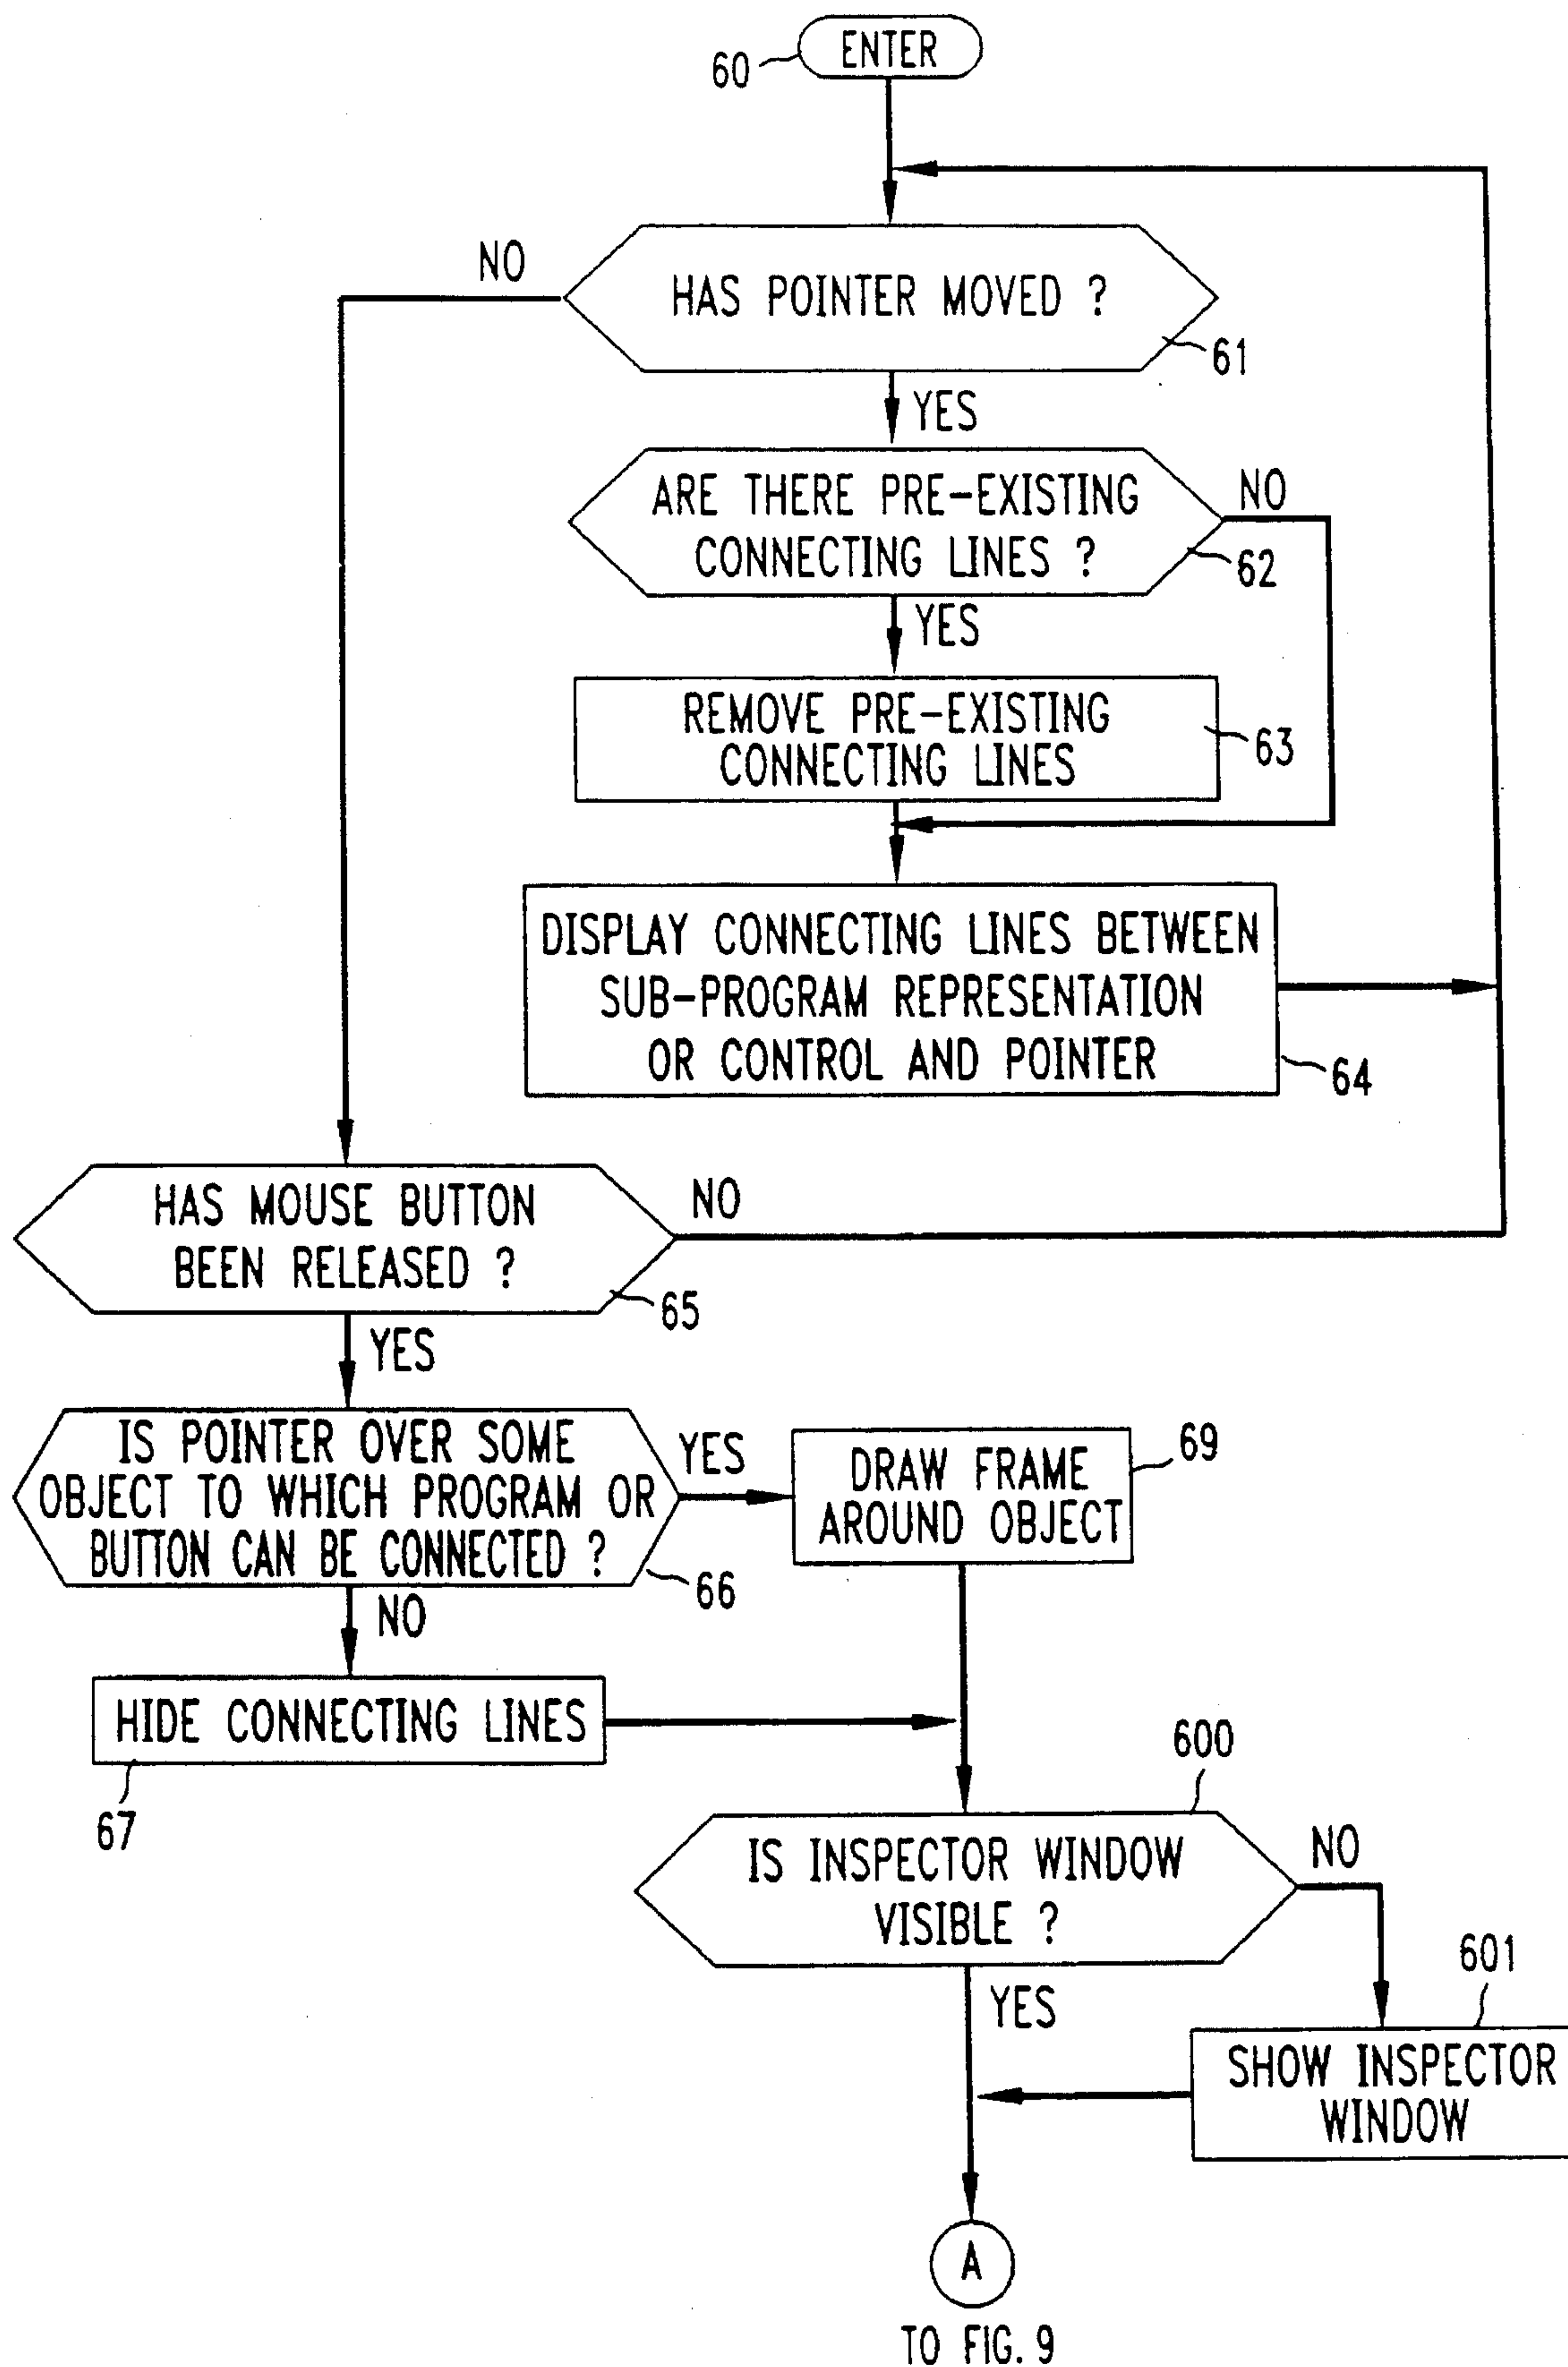 ENTER
60
NO
HAS POINTER MOVED ?
61
YES
ARE THERE PRE-EXISTING
CONNECTING LINES ?
NO
62
YES
REMOVE PRE-EXISTING
CONNECTING LINES
63
DISPLAY CONNECTING LINES BETWEEN
SUB-PROGRAM REPRESENTATION
OR CONTROL AND POINTER
64
HAS MOUSE BUTTON
BEEN RELEASED ?
NO
65
YES
IS POINTER OVER SOME
OBJECT TO WHICH PROGRAM OR
BUTTON CAN BE CONNECTED ?
YES
66
DRAW FRAME
AROUND OBJECT
69
NO
HIDE CONNECTING LINES
67
600
IS INSPECTOR WINDOW
VISIBLE ?
NO
601
YES
SHOW INSPECTOR
WINDOW
A
TO FIG. 9